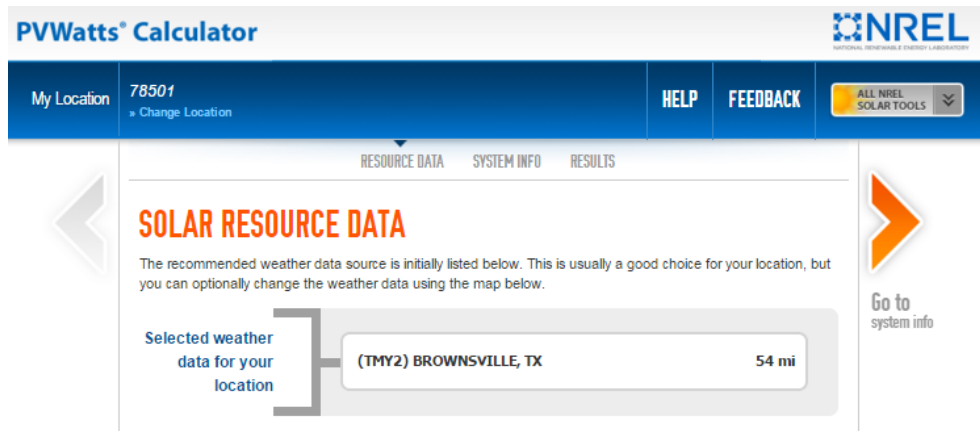 PVWatts® Calculator
NREL
NATIONAL RENEWABLE ENERGY LABORATORY
My Location
78501
» Change Location
HELP
FEEDBACK
ALL NREL
SOLAR TOOLS
RESOURCE DATA SYSTEM INFO RESULTS
SOLAR RESOURCE DATA
The recommended weather data source is initially listed below. This is usually a good choice for your location, but
you can optionally change the weather data using the map below.
Go to
system info
Selected weather
data for your
location
(TMY2) BROWNSVILLE, TX 54 mi